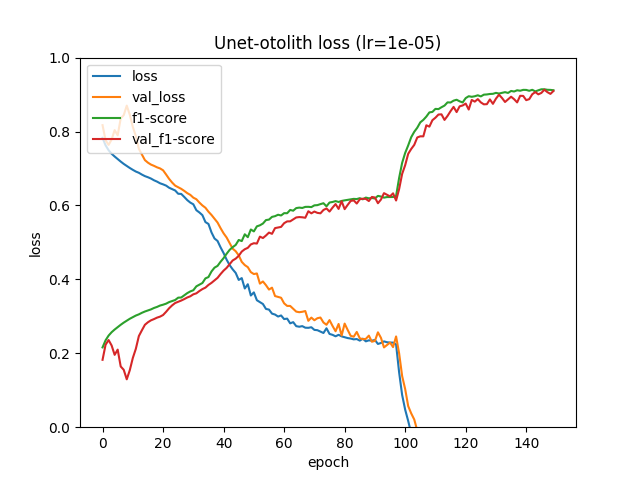 Unet-otolith loss (lr=1e-05)
loss
val_loss
f1-score
val_f1-score
1.0
0.8
0.6
0.4
0.2
0.0
loss
0 20 40 60 80 100 120 140
epoch